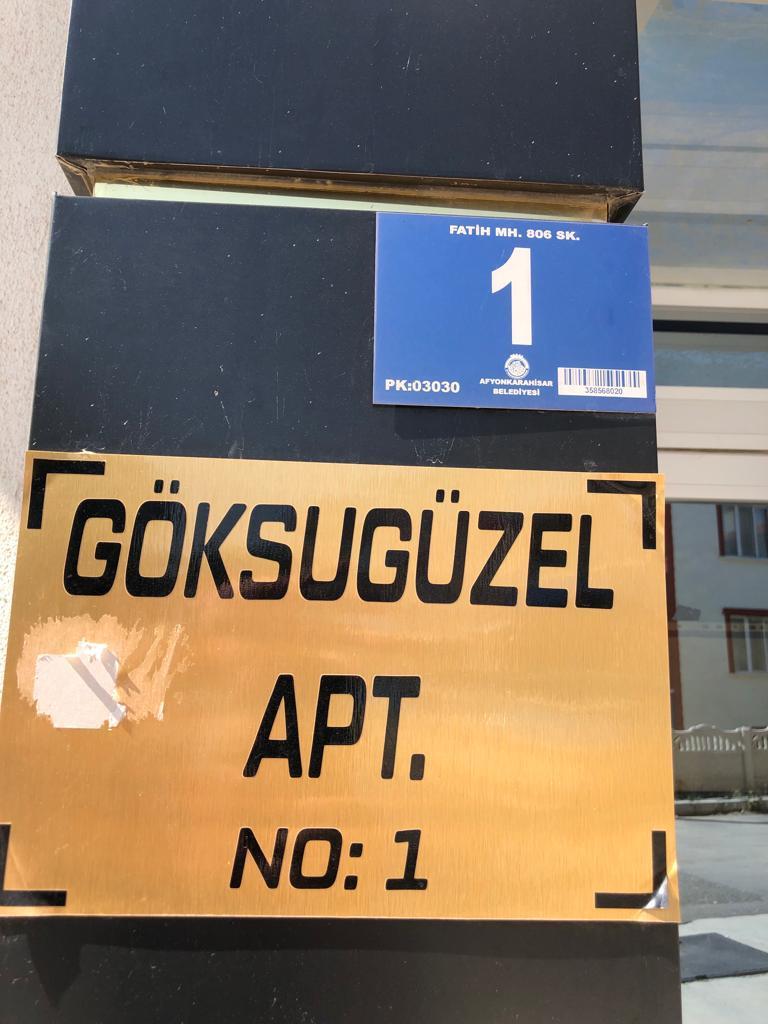 FATİH MH. 806 SK.
1
PK:03030
AFYONKARAHİSAR
BELEDİYESİ
358568020
GÖKSUGÜZEL
APT.
NO: 1